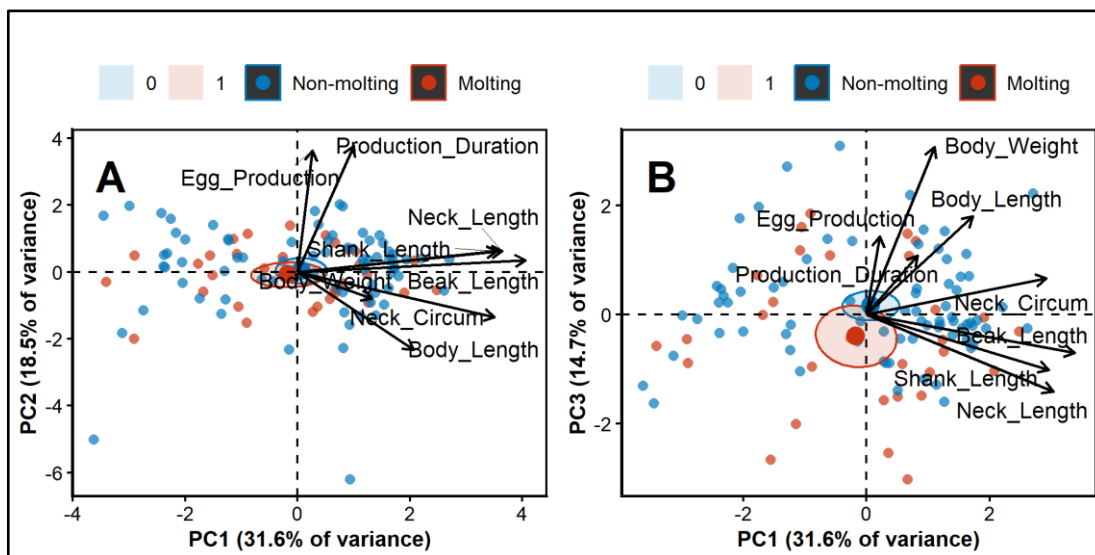 0 1 Non-molting Molting
A
4
2
0
-2
-4
-6
PC2 (18.5% of variance)
Production_Duration
Egg_Production
Neck_Length
Shank_Length
Body_Weight
Beak_Length
Neck_Circum
Body_Length
-4 -2 0 2 4
PC1 (31.6% of variance)
0 1 Non-molting Molting
B
2
0
-2
PC3 (14.7% of variance)
Body_Weight
Body_Length
Egg_Production
Production_Duration
Neck_Circum
Beak_Length
Shank_Length
Neck_Length
-2 0 2
PC1 (31.6% of variance)